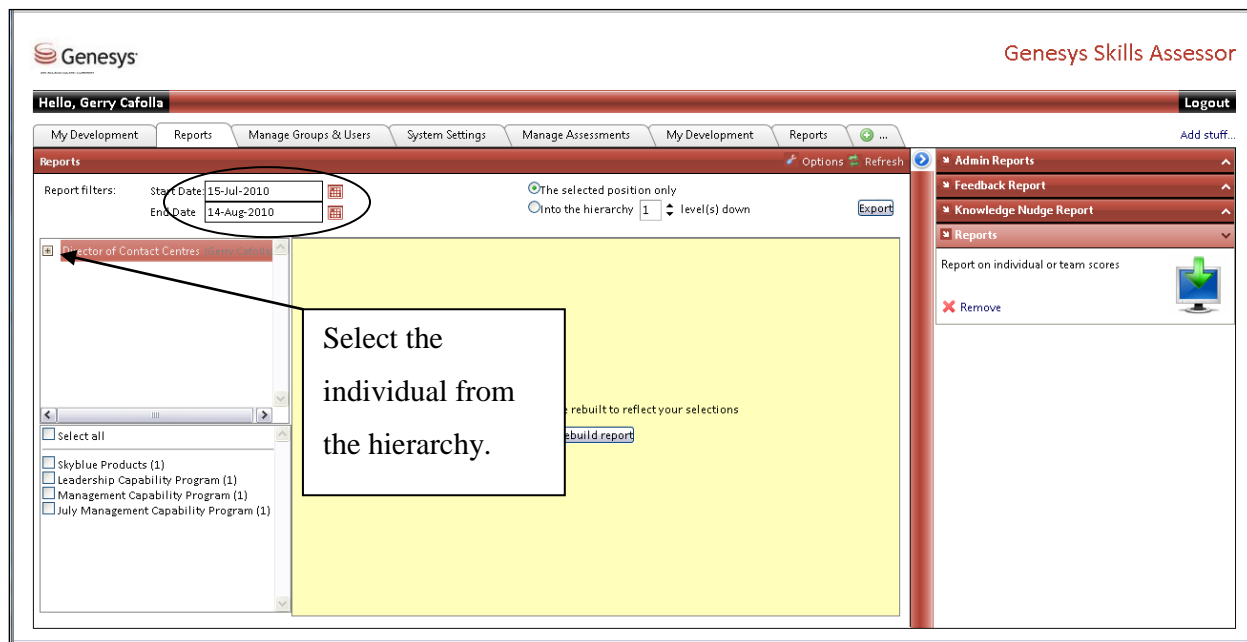 Genesys
Genesys Skills Assessor
Hello, Gerry Cafolla
Logout
My Development
Reports
Manage Groups & Users
System Settings
Manage Assessments
My Development
Reports
...
Add stuff...
Reports
Options
Refresh
Report filters:
Start Date:
15-Jul-2010
End Date
14-Aug-2010
The selected position only
Into the hierarchy 1 level(s) down
Export
Director of Contact Centres (Gerry Cafolla
Select the
individual from
the hierarchy.
rebuilt to reflect your selections
ebuild report
Select all
Skyblue Products (1)
Leadership Capability Program (1)
Management Capability Program (1)
July Management Capability Program (1)
Admin Reports
Feedback Report
Knowledge Nudge Report
Reports
Report on individual or team scores
Remove